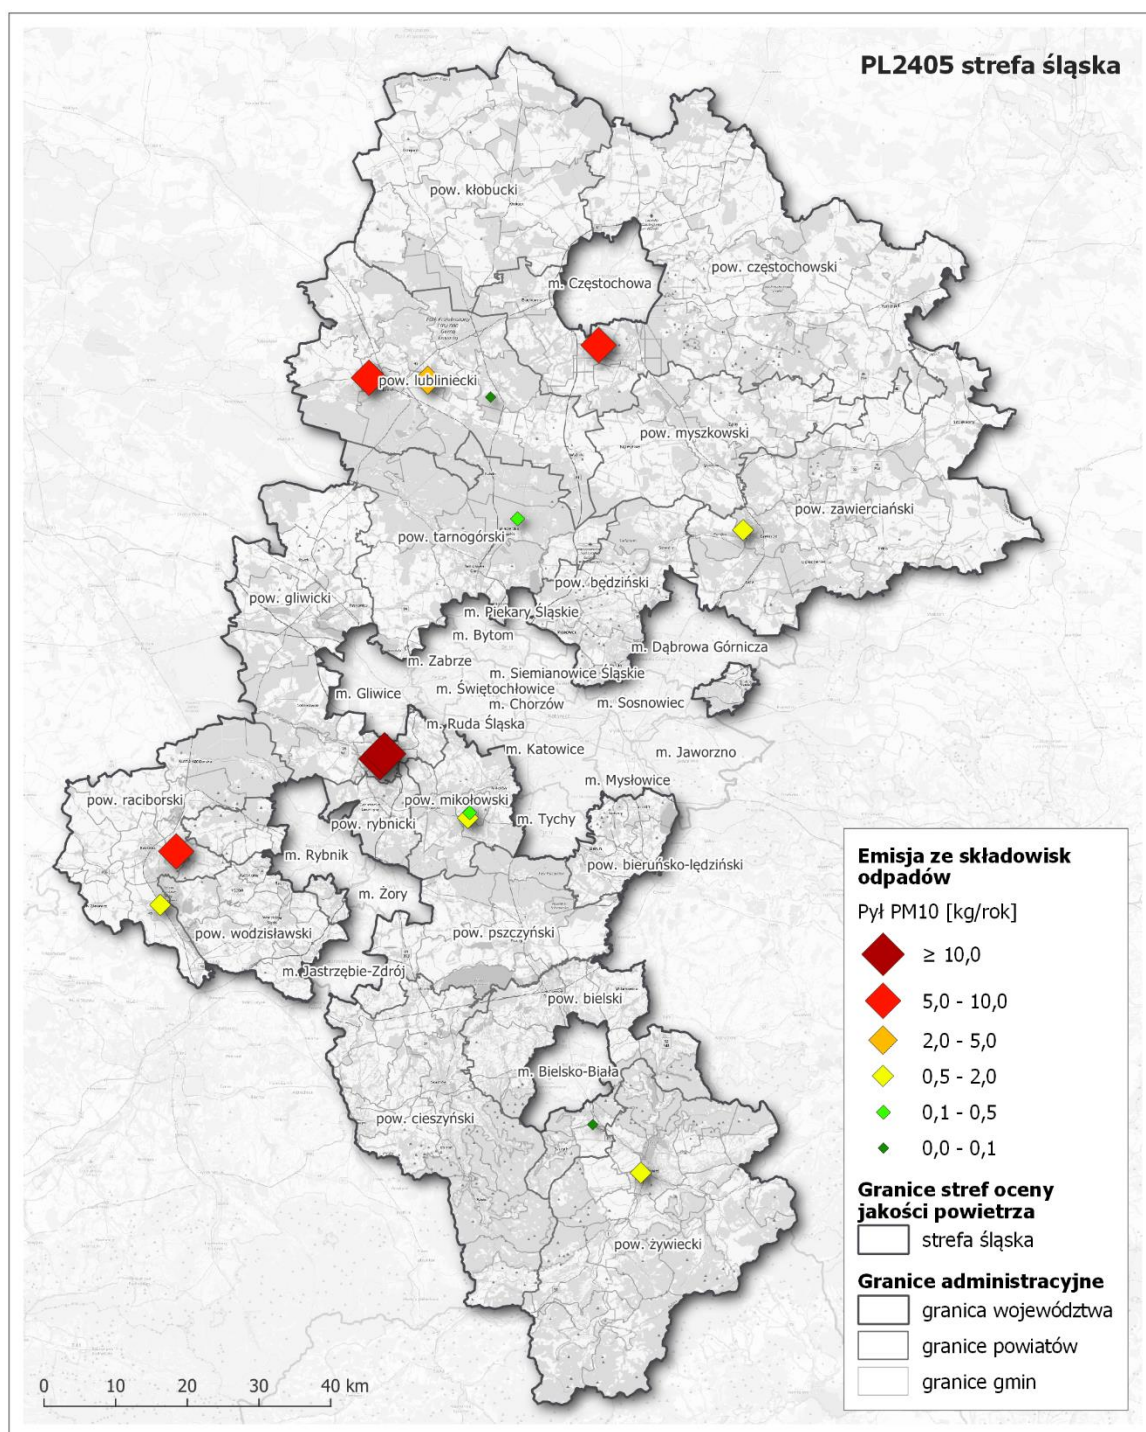 PL2405 strefa śląska
pow. kłobucki
pow. częstochowski
m. Częstochowa
pow. lubliniecki
pow. myszkowski
pow. zawierciański
pow. tarnogórski
pow. będziński
pow. gliwicki
m. Piekary Śląskie
m. Bytom
m. Dąbrowa Górnicza
m. Zabrze
m. Siemianowice Śląskie
m. Gliwice
m. Świętochłowice
m. Chorzów
m. Sosnowiec
m. Ruda Śląska
m. Katowice
m. Jaworzno
m. Mysłowice
pow. raciborski
pow. mikołowski
m. Tychy
pow. rybnicki
m. Rybnik
pow. bieruńsko-lędziński
m. Żory
pow. wodzisławski
pow. pszczyński
m. Jastrzębie-Zdrój
pow. bielski
m. Bielsko-Biała
pow. cieszyński
pow. żywiecki
Emisja ze składowisk
odpadów
Pył PM10 [kg/rok]
≥ 10,0
5,0 - 10,0
2,0 - 5,0
0,5 - 2,0
0,1 - 0,5
0,0 - 0,1
Granice stref oceny
jakości powietrza
strefa śląska
Granice administracyjne
granica województwa
granice powiatów
granice gmin
0 10 20 30 40 km